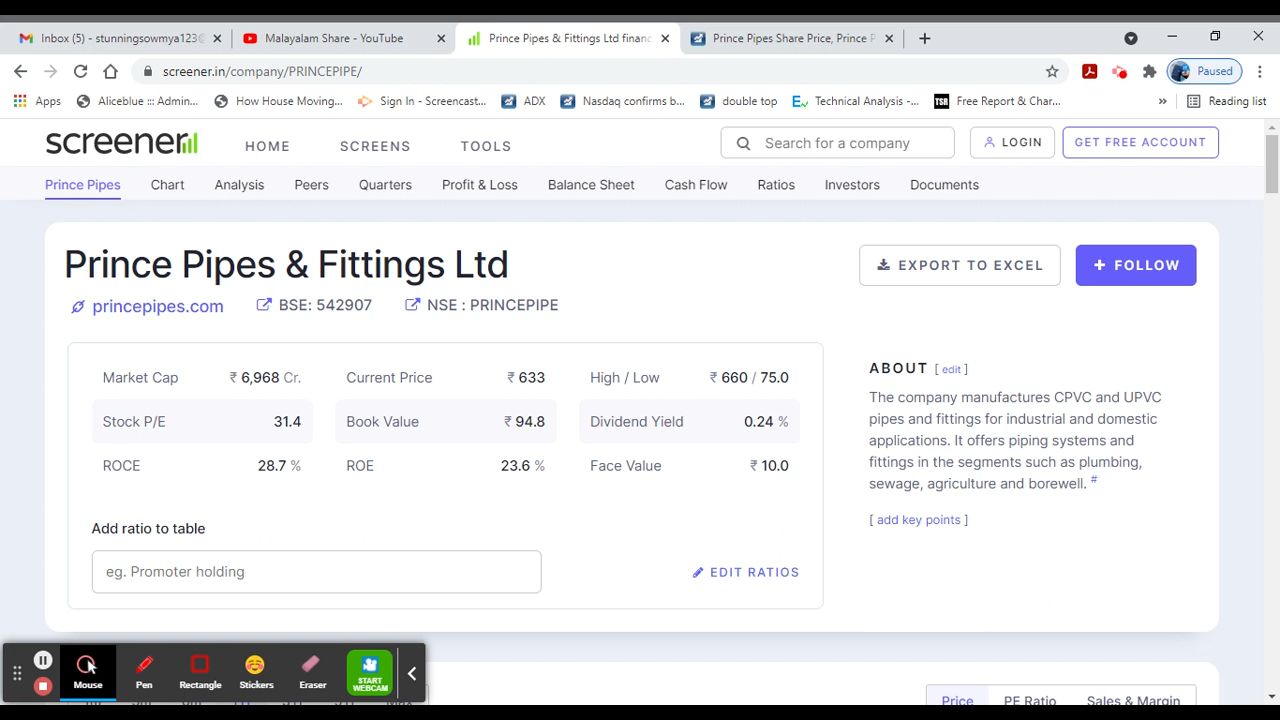 Inbox (5) - stunningsowmya123@
Malayalam Share - YouTube
Prince Pipes & Fittings Ltd financ
Prince Pipes Share Price, Prince P
screener.in/company/PRINCEPIPE/
Paused
Apps
Aliceblue ::: Admin...
How House Moving...
Sign In - Screencast...
ADX
Nasdaq confirms b...
double top
Technical Analysis -...
TSR
Free Report & Char...
»
Reading list
screener
HOME
SCREENS
TOOLS
Search for a company
LOGIN
GET FREE ACCOUNT
Prince Pipes
Chart
Analysis
Peers
Quarters
Profit & Loss
Balance Sheet
Cash Flow
Ratios
Investors
Documents
Prince Pipes & Fittings Ltd
EXPORT TO EXCEL
+ FOLLOW
princepipes.com
BSE: 542907
NSE : PRINCEPIPE
Market Cap ₹ 6,968 Cr.
Current Price ₹ 633
High / Low ₹ 660 / 75.0
Stock P/E 31.4
Book Value ₹ 94.8
Dividend Yield 0.24 %
ROCE 28.7 %
ROE 23.6 %
Face Value ₹ 10.0
Add ratio to table
eg. Promoter holding
EDIT RATIOS
ABOUT [ edit ]
The company manufactures CPVC and UPVC
pipes and fittings for industrial and domestic
applications. It offers piping systems and
fittings in the segments such as plumbing,
sewage, agriculture and borewell. #
[ add key points ]
Mouse
Pen
Rectangle
Stickers
Eraser
START
WEBCAM
Price
PE Ratio
Sales & Margin